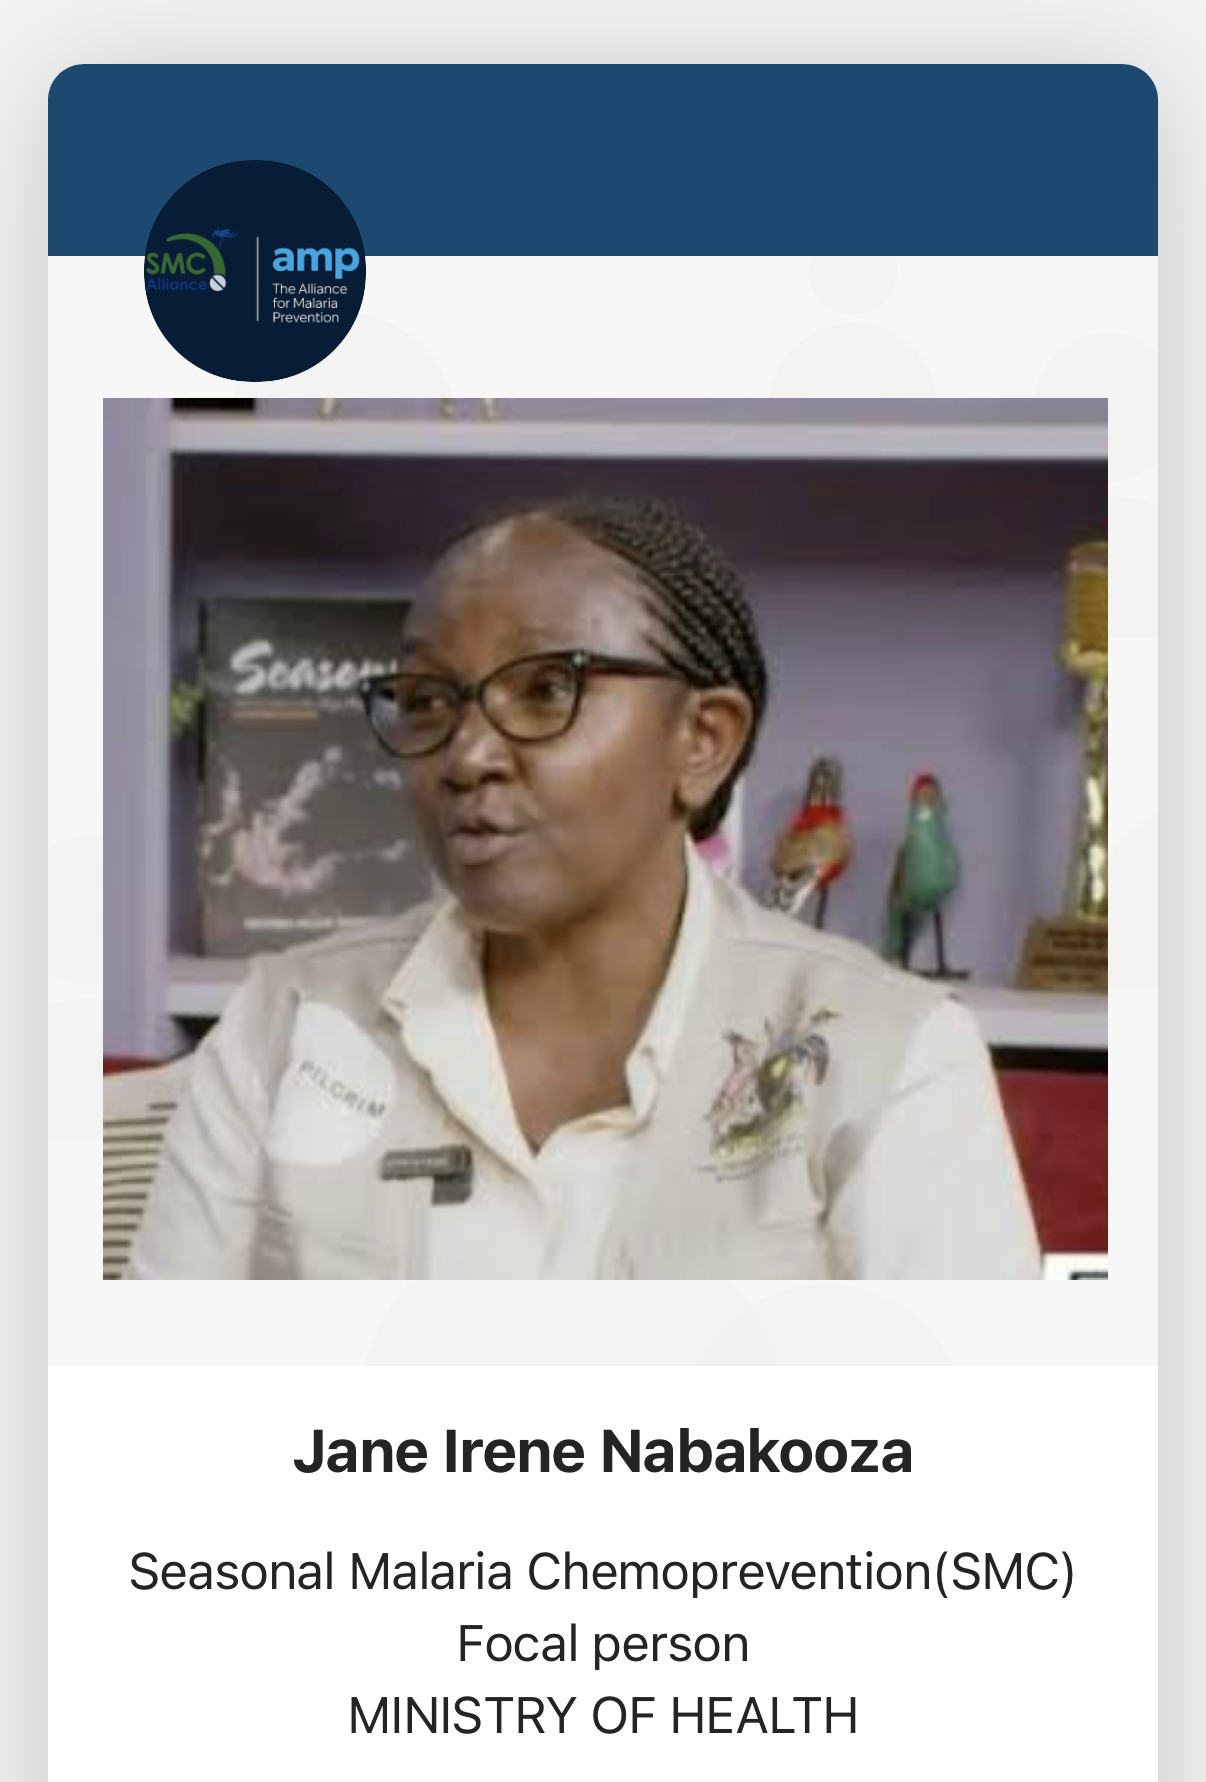 SMC
Alliance
amp
The Alliance
for Malaria
Prevention
PILGRIM
Jane Irene Nabakooza
Seasonal Malaria Chemoprevention(SMC)
Focal person
MINISTRY OF HEALTH